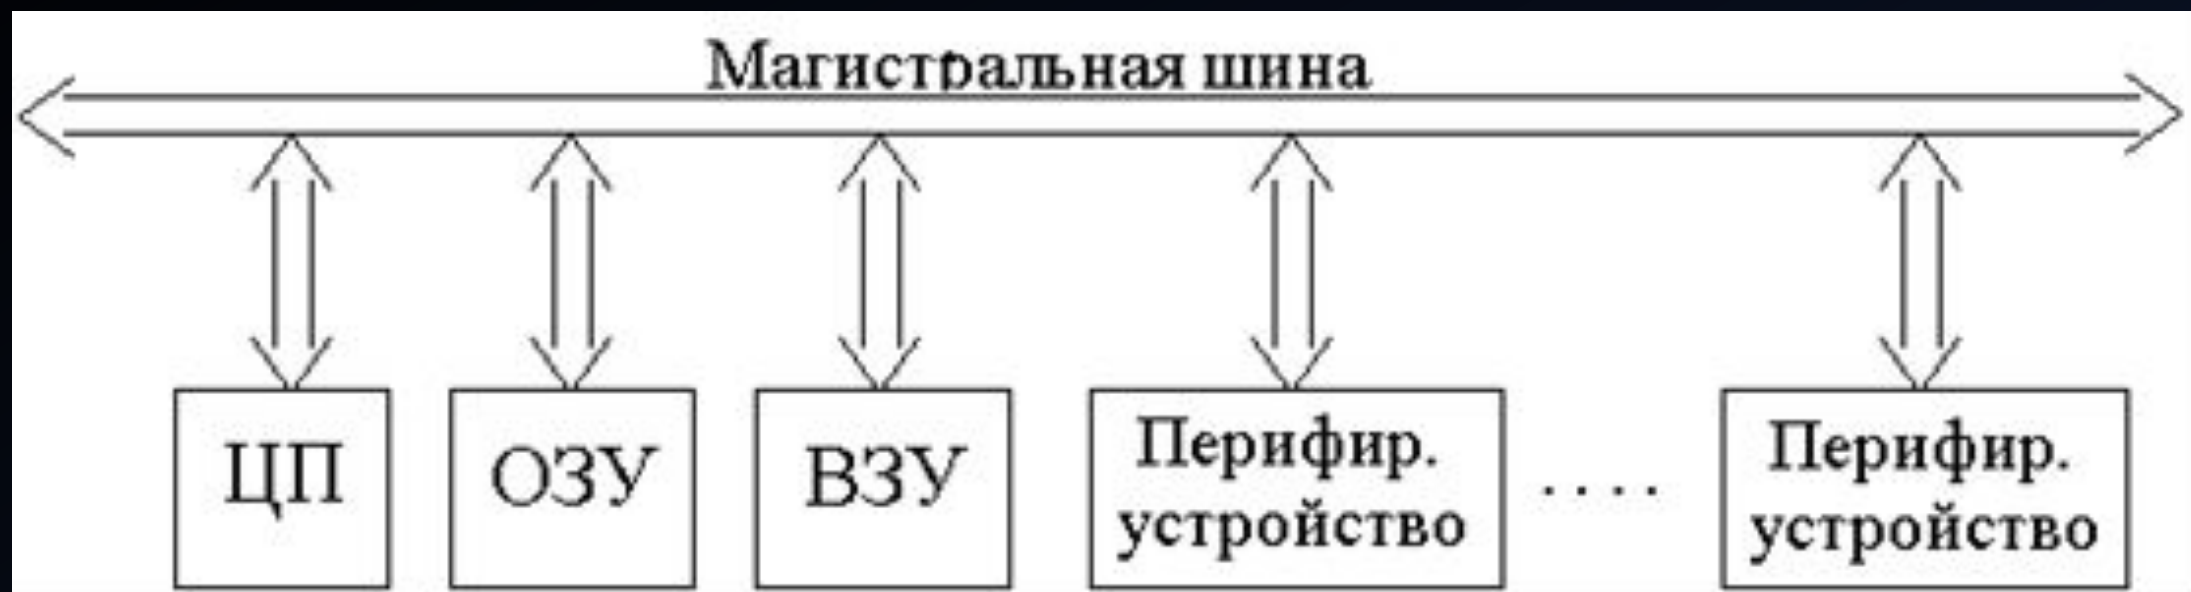 Магистральная шина
ЦП
ОЗУ
ВЗУ
Перифир.
устройство
. . . .
Перифир.
устройство